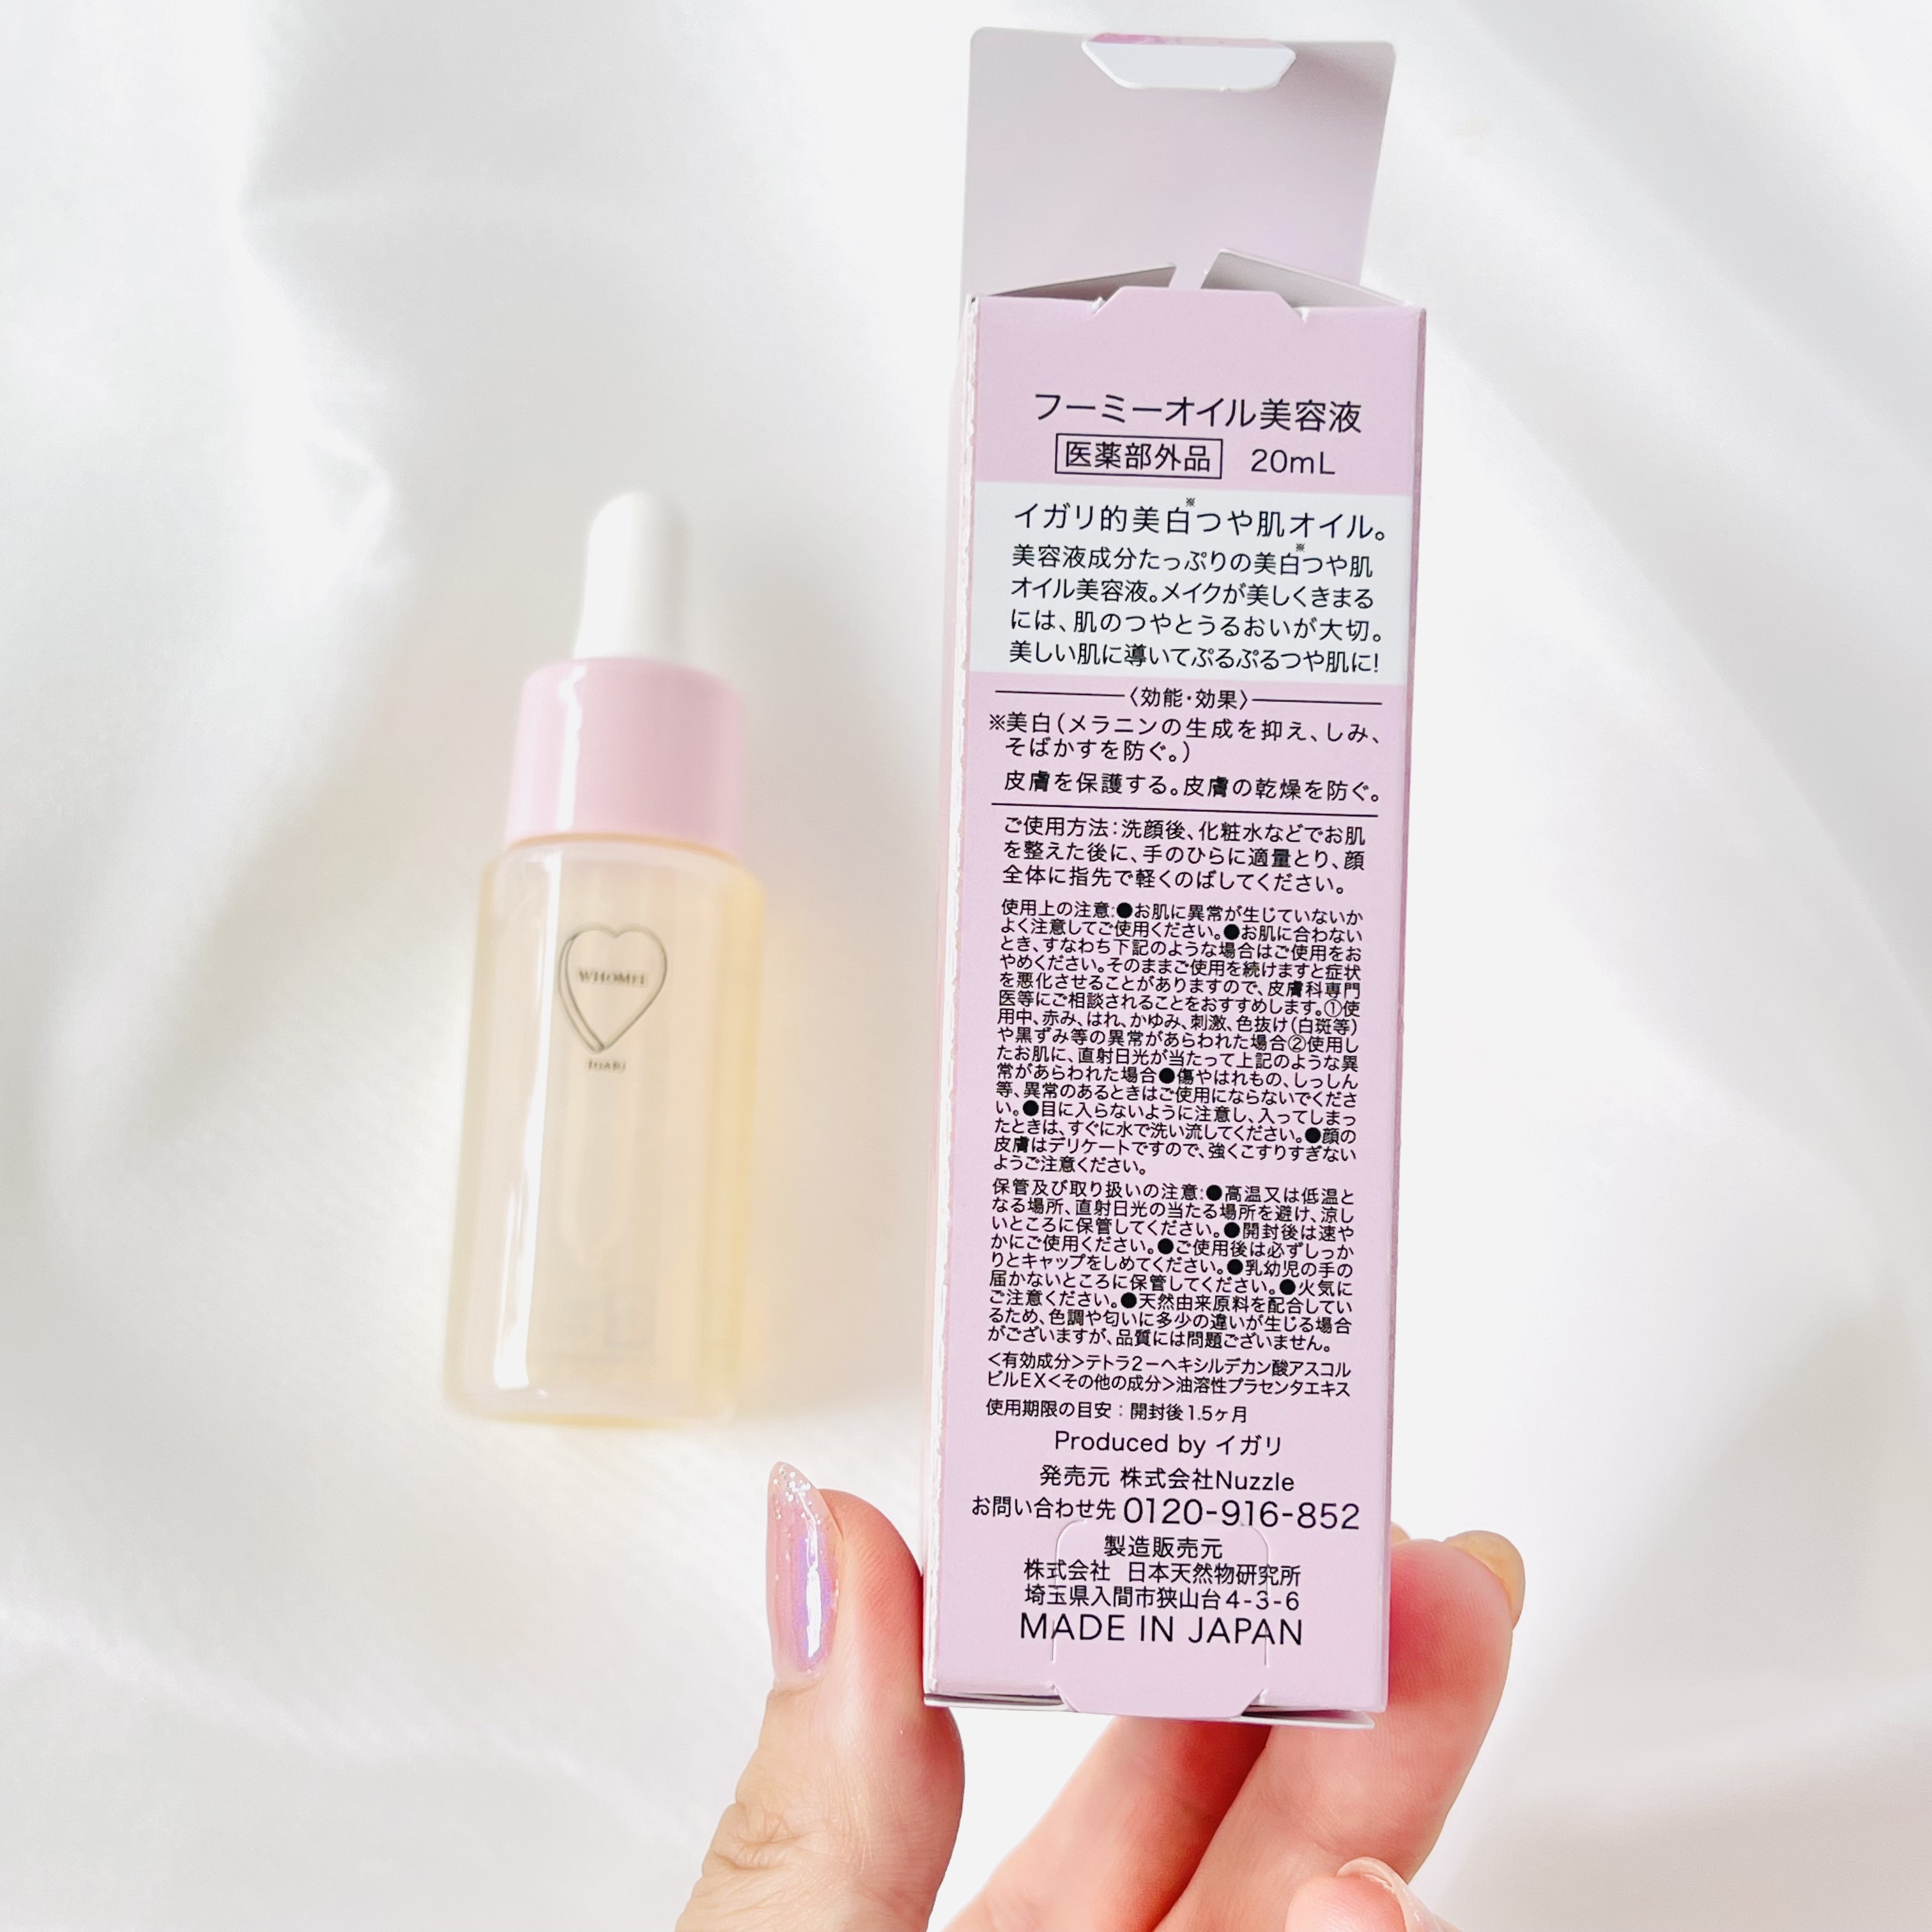 WHOMEE
IGARI
フーミーオイル美容液
医薬部外品 20mL
イガリ的美白※つや肌オイル。
美容液成分たっぷりの美白※つや肌
オイル美容液。メイクが美しくきまる
には、肌のつやとうるおいが大切。
美しい肌に導いてぷるぷるつや肌に!
〈効能・効果〉
※美白(メラニンの生成を抑え、しみ、
そばかすを防ぐ。)
皮膚を保護する。皮膚の乾燥を防ぐ。
ご使用方法:洗顔後、化粧水などでお肌
を整えた後に、手のひらに適量とり、顔
全体に指先で軽くのばしてください。
使用上の注意:●お肌に異常が生じていないか
よく注意してご使用ください。●お肌に合わない
とき、すなわち下記のような場合はご使用をお
やめください。そのままご使用を続けますと症状
を悪化させることがありますので、皮膚科専門
医等にご相談されることをおすすめします。①使
用中、赤み、はれ、かゆみ、刺激、色抜け(白斑等)
や黒ずみ等の異常があらわれた場合②使用し
たお肌に、直射日光が当たって上記のような異
常があらわれた場合●傷やはれもの、しっしん
等、異常のあるときはご使用にならないでくださ
い。●目に入らないように注意し、入ってしまっ
たときは、すぐに水で洗い流してください。●顔の
皮膚はデリケートですので、強くこすりすぎない
ようご注意ください。
保管及び取り扱いの注意:●高温又は低温と
なる場所、直射日光の当たる場所を避け、涼し
いところに保管してください。●開封後は速や
かにご使用ください。●ご使用後は必ずしっか
りとキャップをしめてください。●乳幼児の手の
届かないところに保管してください。●火気に
ご注意ください。●天然由来原料を配合してい
るため、色調や匂いに多少の違いが生じる場合
がございますが、品質には問題ございません。
<有効成分>テトラ2-ヘキシルデカン酸アスコル
ビルEX<その他の成分>油溶性プラセンタエキス
使用期限の目安:開封後1.5ヶ月
Produced by イガリ
発売元 株式会社Nuzzle
お問い合わせ先 0120-916-852
製造販売元
株式会社 日本天然物研究所
埼玉県入間市狭山台4-3-6
MADE IN JAPAN